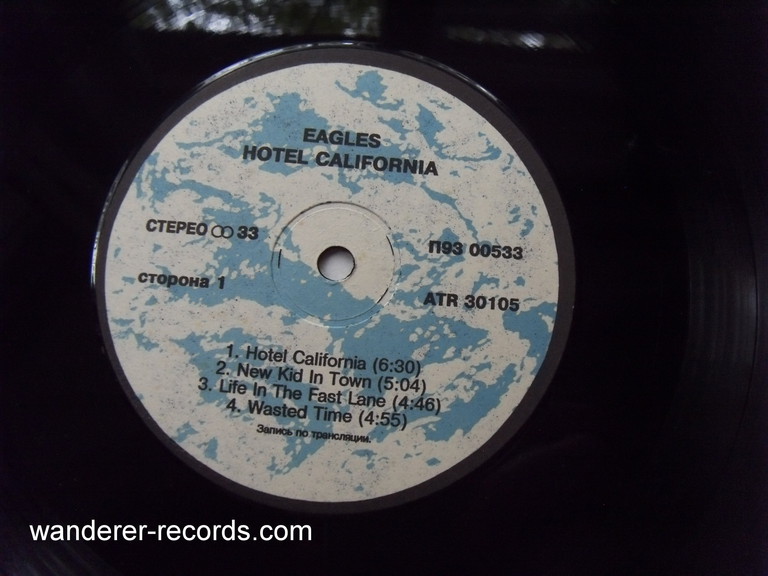 EAGLES
HOTEL CALIFORNIA
СТЕРЕО 33
П93 00533
сторона 1
ATR 30105
1. Hotel California (6:30)
2. New Kid In Town (5:04)
3. Life In The Fast Lane (4:46)
4. Wasted Time (4:55)
Запись по трансляции.
wanderer-records.com